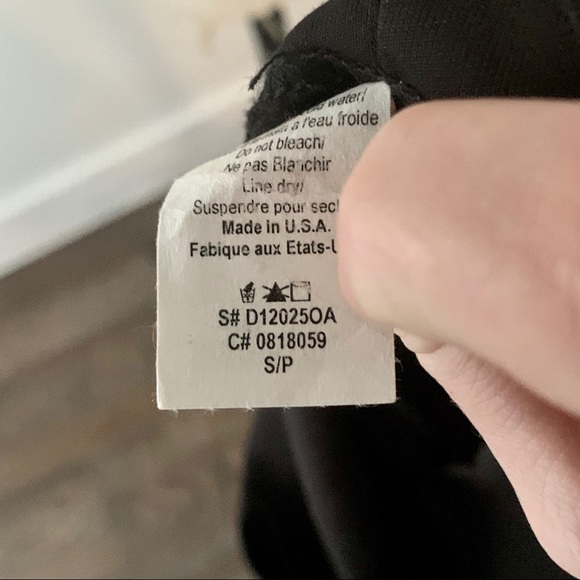 water/
à l'eau froide
Do not bleach/
Ne pas Blanchir
Line dry/
Suspendre pour sec
Made in U.S.A.
Fabique aux Etats-U
S# D12025OA
C# 0818059
S/P